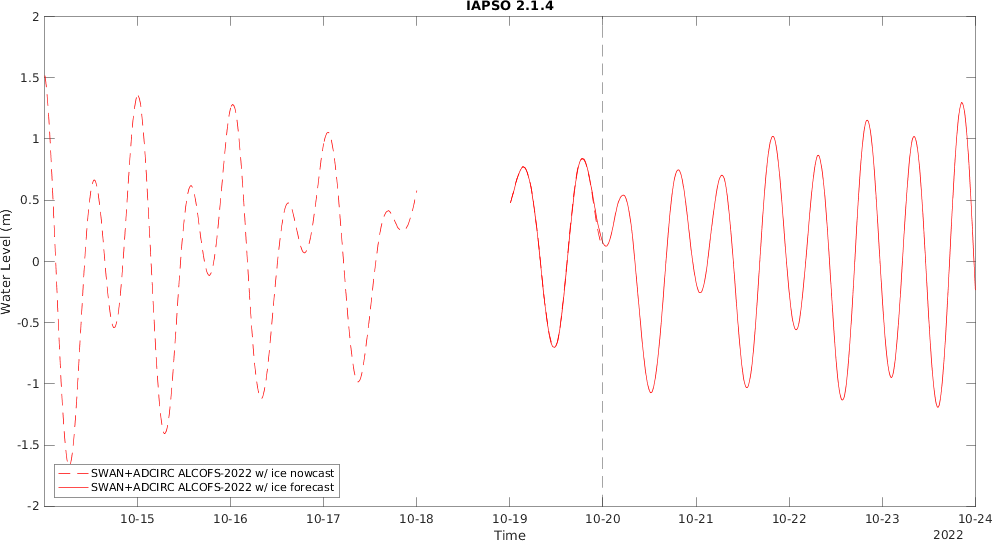 IAPSO 2.1.4
2
1.5
1
0.5
0
-0.5
-1
-1.5
-2
Water Level (m)
SWAN+ADCIRC ALCOFS-2022 w/ ice nowcast
SWAN+ADCIRC ALCOFS-2022 w/ ice forecast
10-15 10-16 10-17 10-18 10-19 10-20 10-21 10-22 10-23 10-24
Time
2022